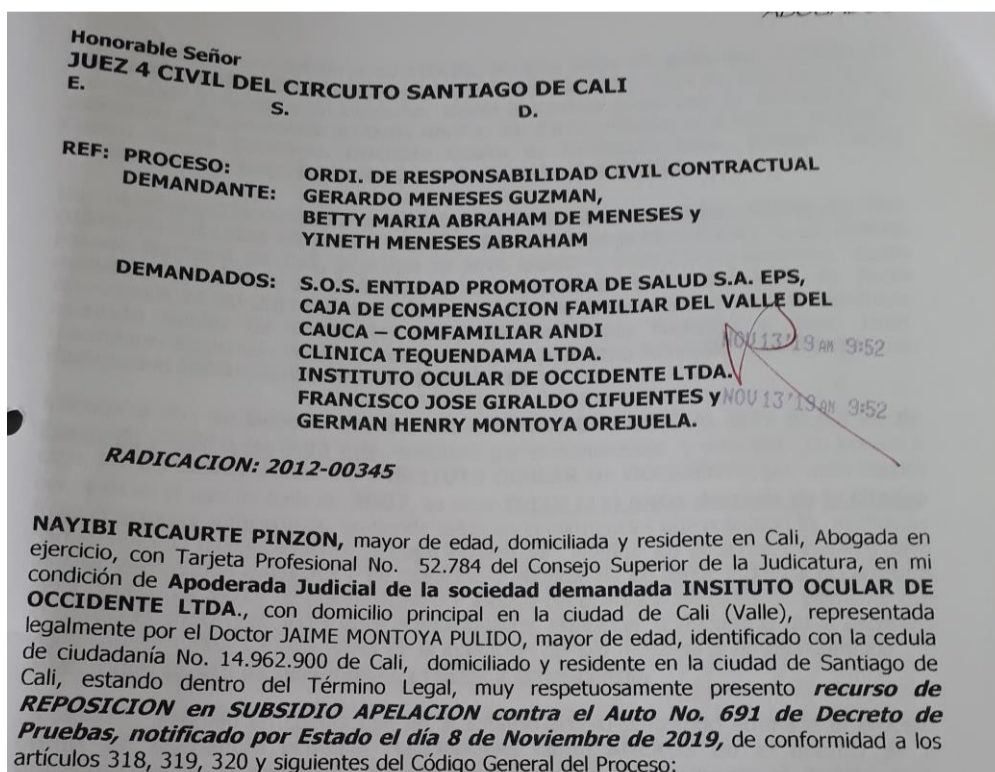 Honorable Señor
JUEZ 4 CIVIL DEL CIRCUITO SANTIAGO DE CALI
E. S. D.
REF: PROCESO: ORDI. DE RESPONSABILIDAD CIVIL CONTRACTUAL
DEMANDANTE: GERARDO MENESES GUZMAN,
BETTY MARIA ABRAHAM DE MENESES y
YINETH MENESES ABRAHAM
DEMANDADOS: S.O.S. ENTIDAD PROMOTORA DE SALUD S.A. EPS,
CAJA DE COMPENSACION FAMILIAR DEL VALLE DEL
CAUCA – COMFAMILIAR ANDI
NOV 13'19 AM 9:52
CLINICA TEQUENDAMA LTDA.
INSTITUTO OCULAR DE OCCIDENTE LTDA.
FRANCISCO JOSE GIRALDO CIFUENTES y NOV 13'19 AM 9:52
GERMAN HENRY MONTOYA OREJUELA.
RADICACION: 2012-00345
NAYIBI RICAURTE PINZON, mayor de edad, domiciliada y residente en Cali, Abogada en
ejercicio, con Tarjeta Profesional No. 52.784 del Consejo Superior de la Judicatura, en mi
condición de Apoderada Judicial de la sociedad demandada INSITUTO OCULAR DE
OCCIDENTE LTDA., con domicilio principal en la ciudad de Cali (Valle), representada
legalmente por el Doctor JAIME MONTOYA PULIDO, mayor de edad, identificado con la cedula
de ciudadanía No. 14.962.900 de Cali, domiciliado y residente en la ciudad de Santiago de
Cali, estando dentro del Término Legal, muy respetuosamente presento recurso de
REPOSICION en SUBSIDIO APELACION contra el Auto No. 691 de Decreto de
Pruebas, notificado por Estado el día 8 de Noviembre de 2019, de conformidad a los
artículos 318, 319, 320 y siguientes del Código General del Proceso: